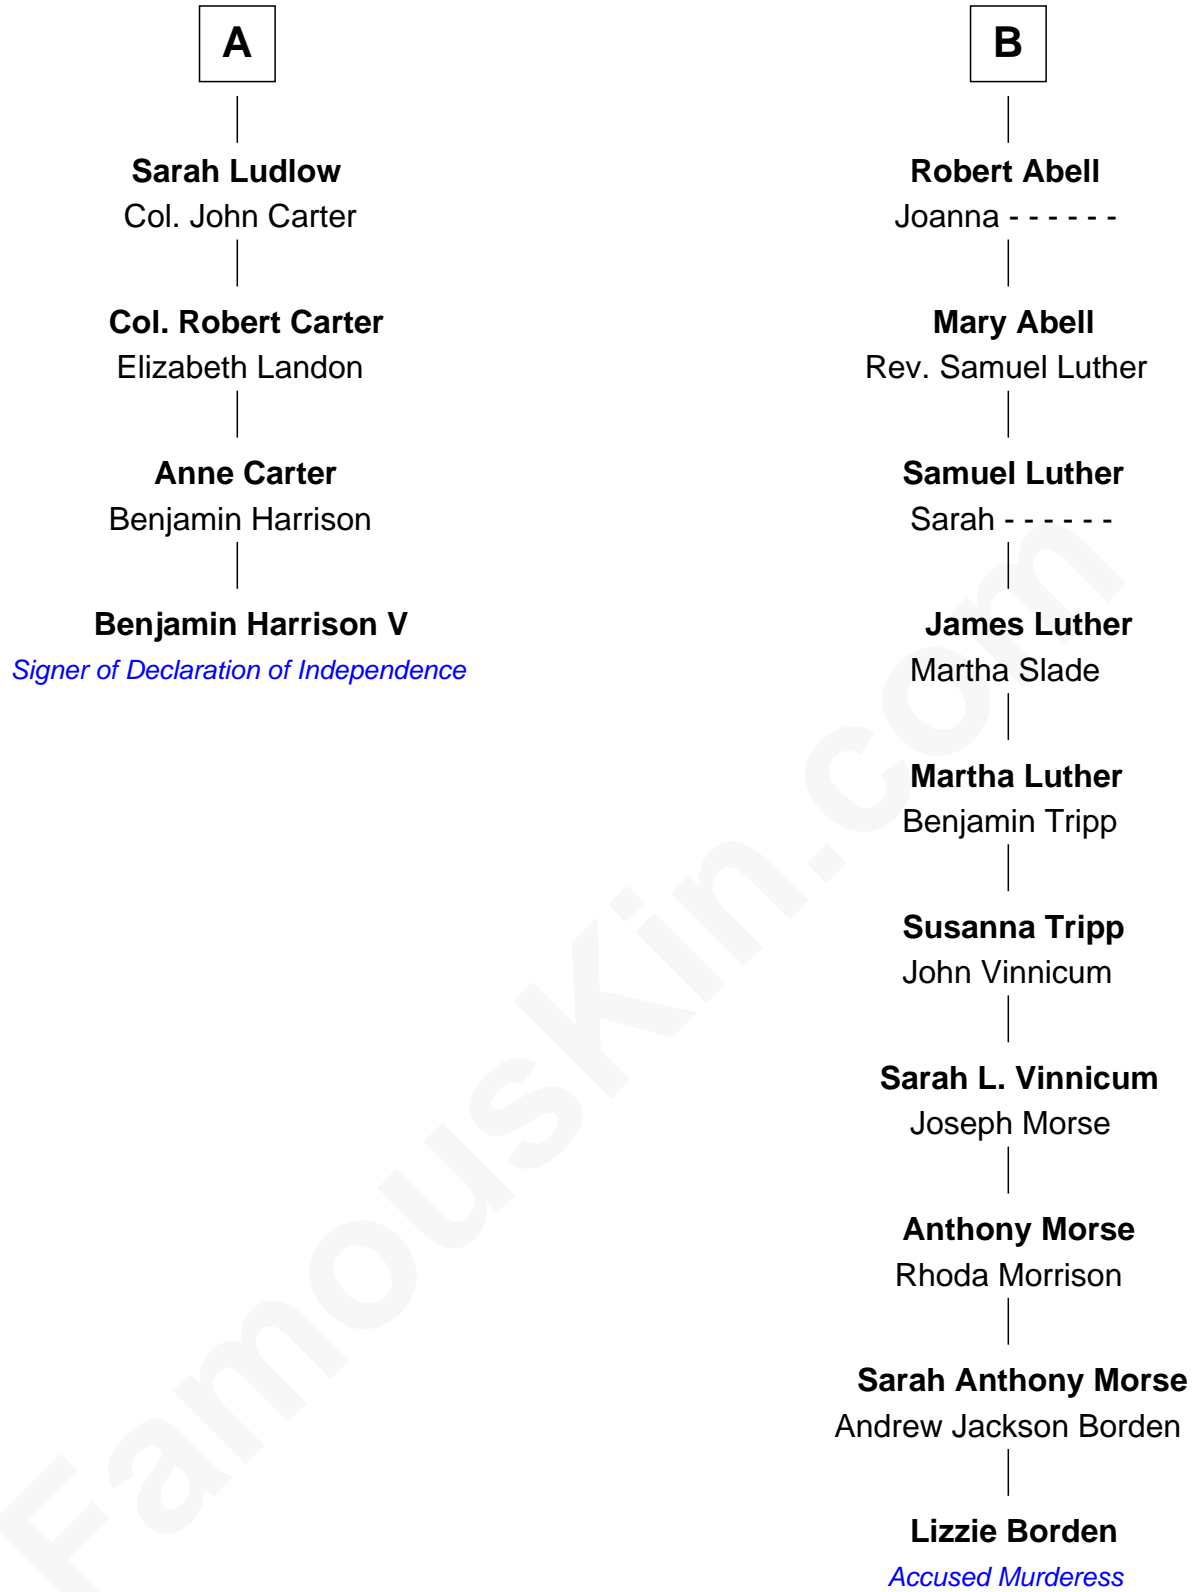 A
Sarah Ludlow
Col. John Carter
Col. Robert Carter
Elizabeth Landon
Anne Carter
Benjamin Harrison
Benjamin Harrison V
Signer of Declaration of Independence
B
Robert Abell
Joanna - - - - - -
Mary Abell
Rev. Samuel Luther
Samuel Luther
Sarah - - - - - -
James Luther
Martha Slade
Martha Luther
Benjamin Tripp
Susanna Tripp
John Vinnicum
Sarah L. Vinnicum
Joseph Morse
Anthony Morse
Rhoda Morrison
Sarah Anthony Morse
Andrew Jackson Borden
Lizzie Borden
Accused Murderess
FamousKin.com